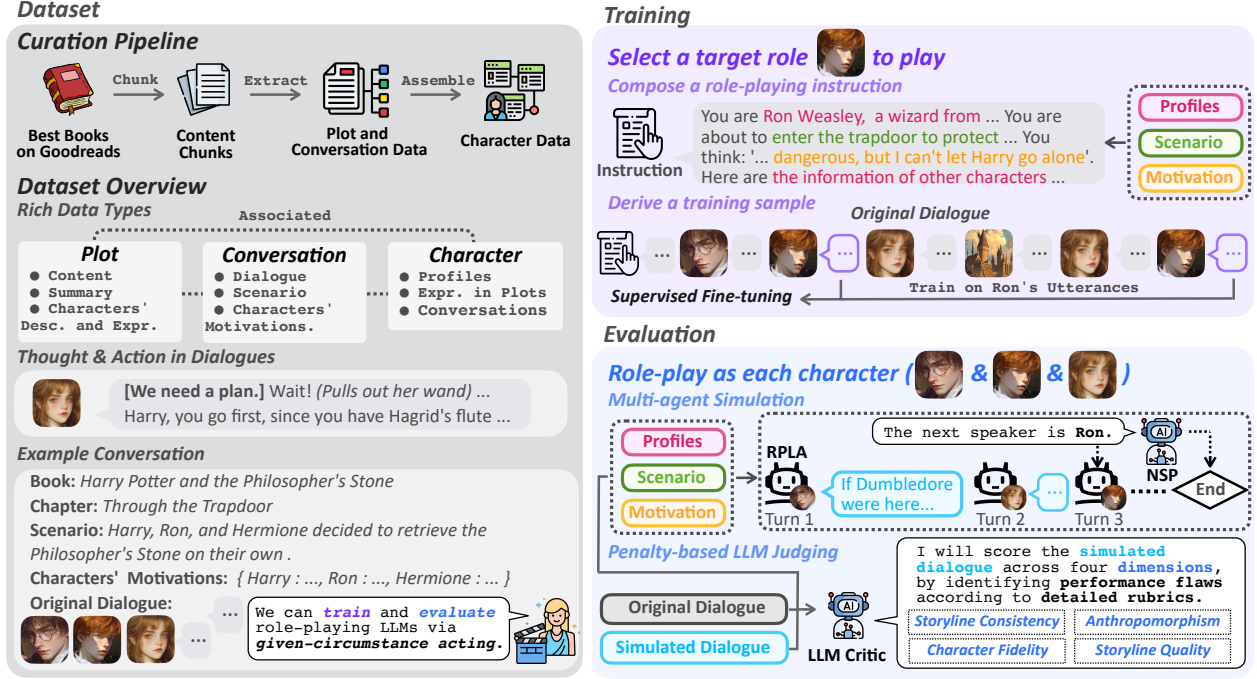 Dataset
Curation Pipeline
Chunk
Extract
Assemble
Best Books
on Goodreads
Content
Chunks
Plot and
Conversation Data
Character Data
Dataset Overview
Rich Data Types
Associated
Plot
● Content
● Summary
● Characters'
Desc. and Expr.
Conversation
● Dialogue
● Scenario
● Characters'
Motivations.
Character
● Profiles
● Expr. in Plots
● Conversations
Thought & Action in Dialogues
[We need a plan.] Wait! (Pulls out her wand) ...
Harry, you go first, since you have Hagrid's flute ...
Example Conversation
Book: Harry Potter and the Philosopher's Stone
Chapter: Through the Trapdoor
Scenario: Harry, Ron, and Hermione decided to retrieve the
Philosopher's Stone on their own .
Characters' Motivations: { Harry : ..., Ron : ..., Hermione : ... }
Original Dialogue:
...
...
We can train and evaluate
role-playing LLMs via
given-circumstance acting.
Training
Select a target role to play
Compose a role-playing instruction
Instruction
You are Ron Weasley, a wizard from ... You are
about to enter the trapdoor to protect ... You
think: '... dangerous, but I can't let Harry go alone'.
Here are the information of other characters ...
Profiles
Scenario
Motivation
Derive a training sample
Original Dialogue
... ... ... ... ... ... ...
Train on Ron's Utterances
Supervised Fine-tuning
Evaluation
Role-play as each character ( & & )
Multi-agent Simulation
Profiles
Scenario
Motivation
The next speaker is Ron.
AI
NSP
RPLA
If Dumbledore
were here...
...
Turn 1
Turn 2
Turn 3
End
Penalty-based LLM Judging
Original Dialogue
Simulated Dialogue
AI
LLM Critic
I will score the simulated
dialogue across four dimensions,
by identifying performance flaws
according to detailed rubrics.
Storyline Consistency
Anthropomorphism
Character Fidelity
Storyline Quality